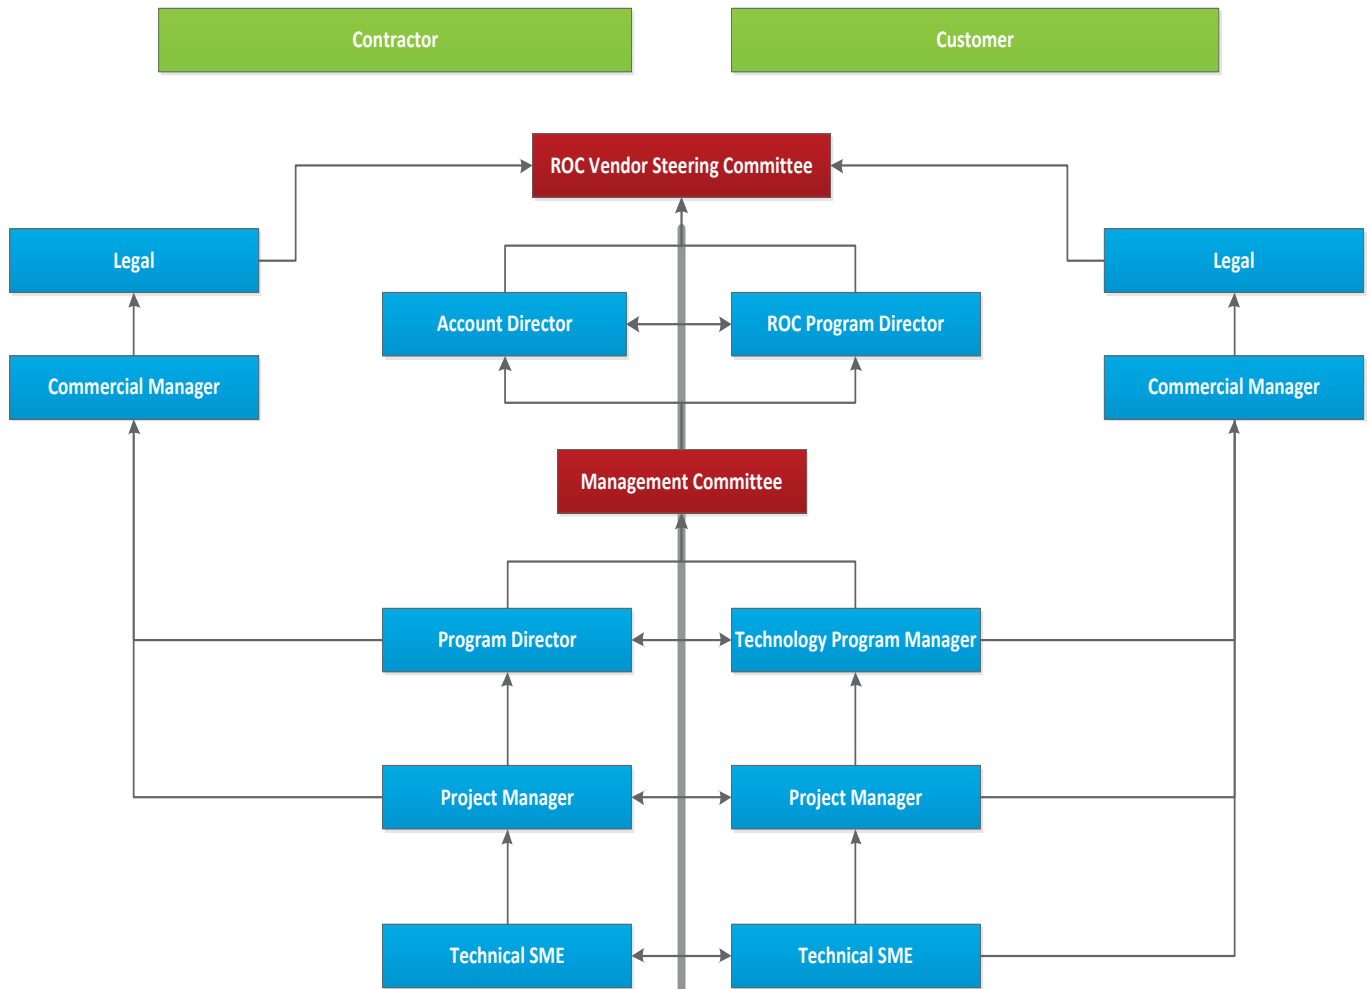 Contractor
Customer
ROC Vendor Steering Committee
Legal
Legal
Account Director
ROC Program Director
Commercial Manager
Commercial Manager
Management Committee
Program Director
Technology Program Manager
Project Manager
Project Manager
Technical SME
Technical SME